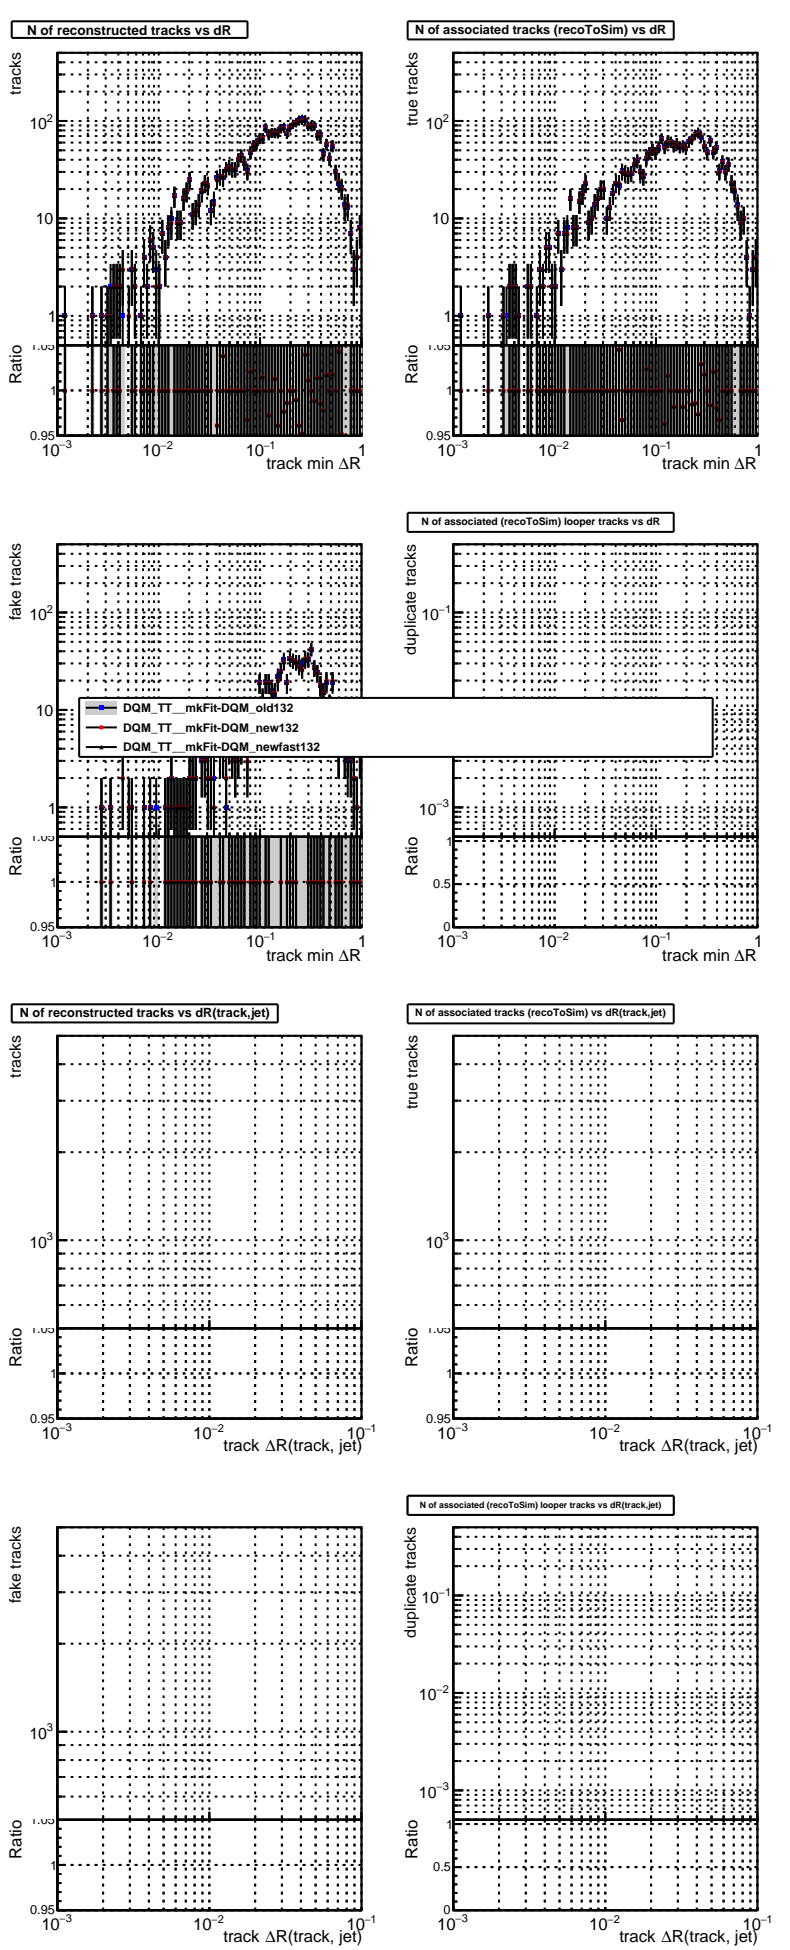 N of reconstructed tracks vs dR
N of associated tracks (recoToSim) vs dR
tracks
10²
10
1
Ratio
1.05
1
0.95
10⁻³
10⁻²
10⁻¹
1
track min ΔR
true tracks
10²
10
1
Ratio
1.05
1
0.95
10⁻³
10⁻²
10⁻¹
1
track min ΔR
N of associated (recoToSim) looper tracks vs dR
fake tracks
10²
10
1
Ratio
1.05
1
0.95
10⁻³
10⁻²
10⁻¹
1
track min ΔR
duplicate tracks
10⁻¹
10⁻³
Ratio
1
0.5
0
10⁻³
10⁻²
10⁻¹
1
track min ΔR
DQM_TT__mkFit-DQM_old132
DQM_TT__mkFit-DQM_new132
DQM_TT__mkFit-DQM_newfast132
N of reconstructed tracks vs dR(track,jet)
N of associated tracks (recoToSim) vs dR(track,jet)
tracks
10³
Ratio
1.05
1
0.95
10⁻³
10⁻²
10⁻¹
track ΔR(track, jet)
true tracks
10³
Ratio
1.05
1
0.95
10⁻³
10⁻²
10⁻¹
track ΔR(track, jet)
N of associated (recoToSim) looper tracks vs dR(track,jet)
fake tracks
10³
Ratio
1.05
1
0.95
10⁻³
10⁻²
10⁻¹
track ΔR(track, jet)
duplicate tracks
10⁻¹
10⁻²
10⁻³
Ratio
1
0.5
0
10⁻³
10⁻²
10⁻¹
track ΔR(track, jet)